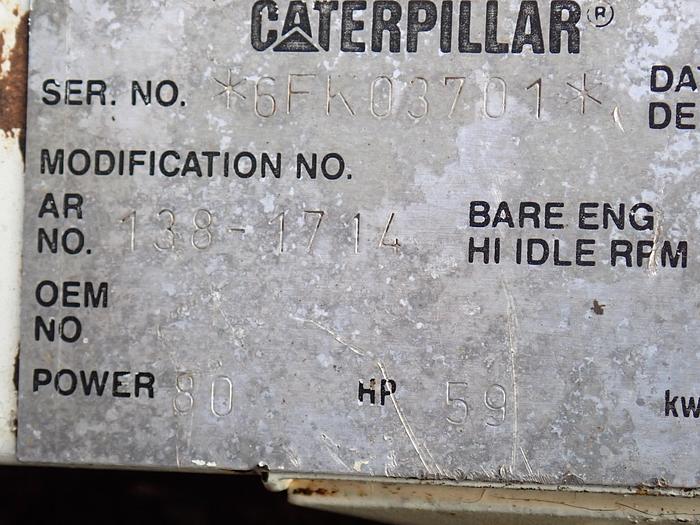 CATERPILLAR®
SER. NO. *6FK03701* DAT
DE
MODIFICATION NO.
AR
NO. 138-1714
BARE ENG
HI IDLE RPM
OEM
NO
POWER 80 HP 59 kw